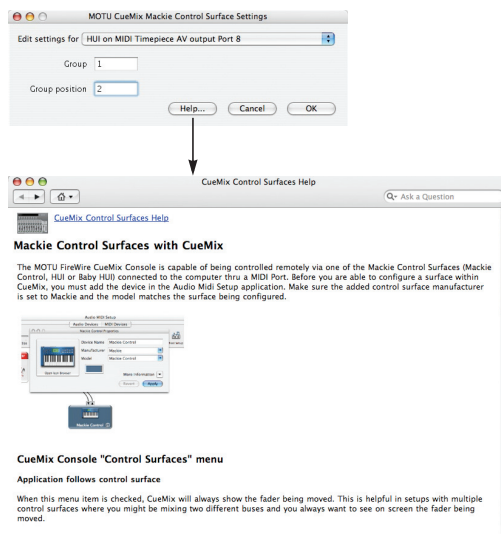 MOTU CueMix Mackie Control Surface Settings
Edit settings for HUI on MIDI Timepiece AV output Port 8
Group 1
Group position 2
Help... Cancel OK
CueMix Control Surfaces Help
Ask a Question
CueMix Control Surfaces Help
Mackie Control Surfaces with CueMix
The MOTU FireWire CueMix Console is capable of being controlled remotely via one of the Mackie Control Surfaces (Mackie
Control, HUI or Baby HUI) connected to the computer thru a MIDI Port. Before you are able to configure a surface within
CueMix, you must add the device in the Audio Midi Setup application. Make sure the added control surface manufacturer
is set to Mackie and the model matches the surface being configured.
Audio MIDI Setup
Audio Devices MIDI Devices
Mackie Control Properties
Device Name Mackie Control
Manufacturer Mackie
Model Mackie Control
More Information
Revert Apply
Mackie Control
CueMix Console "Control Surfaces" menu
Application follows control surface
When this menu item is checked, CueMix will always show the fader being moved. This is helpful in setups with multiple
control surfaces where you might be mixing two different buses and you always want to see on screen the fader being
moved.